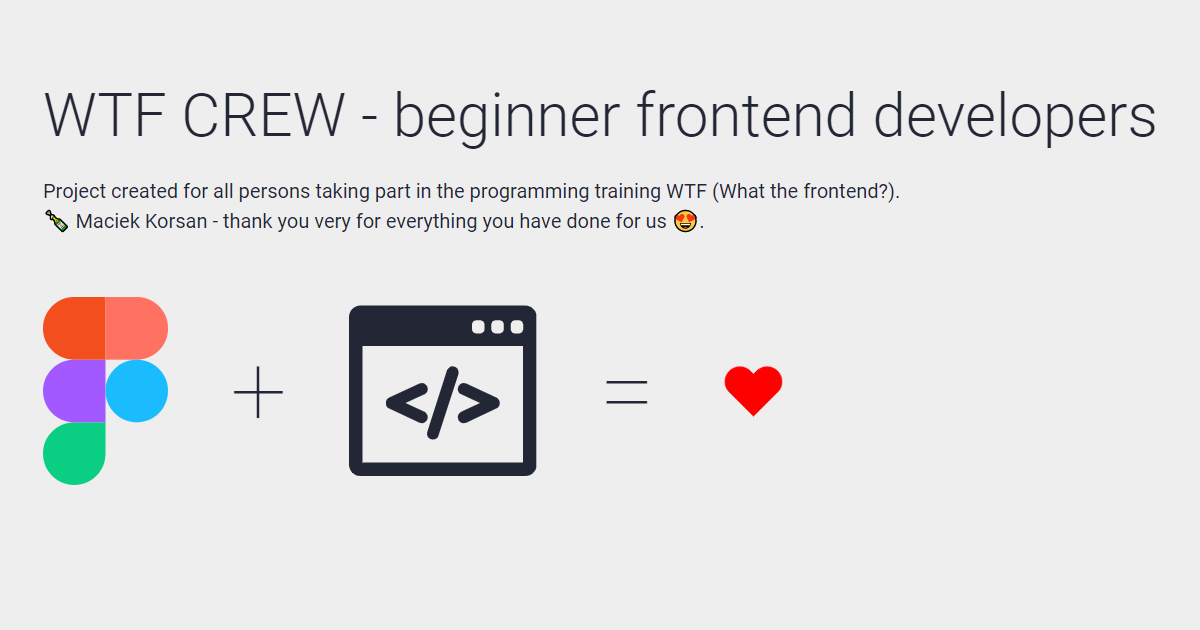 WTF CREW - beginner frontend developers
Project created for all persons taking part in the programming training WTF (What the frontend?).
🍾 Maciek Korsan - thank you very for everything you have done for us 😍.
+ </> =